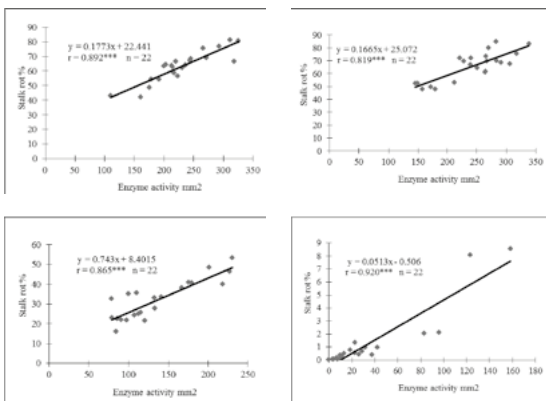 y = 0.1773x + 22.441
r = 0.892*** n = 22
Stalk rot %
90
80
70
60
50
40
30
20
10
0
0 50 100 150 200 250 300 350
Enzyme activity mm2
y = 0.1665x + 25.072
r = 0.819*** n = 22
Stalk rot %
90
80
70
60
50
40
30
20
10
0
0 50 100 150 200 250 300 350
Enzyme activity mm2
y = 0.743x + 8.4015
r = 0.865*** n = 22
Stalk rot %
60
50
40
30
20
10
0
0 50 100 150 200 250
Enzyme activity mm2
y = 0.0513x - 0.506
r = 0.920*** n = 22
Stalk rot %
9
8
7
6
5
4
3
2
1
0
0 20 40 60 80 100 120 140 160 180
Enzyme activity mm2